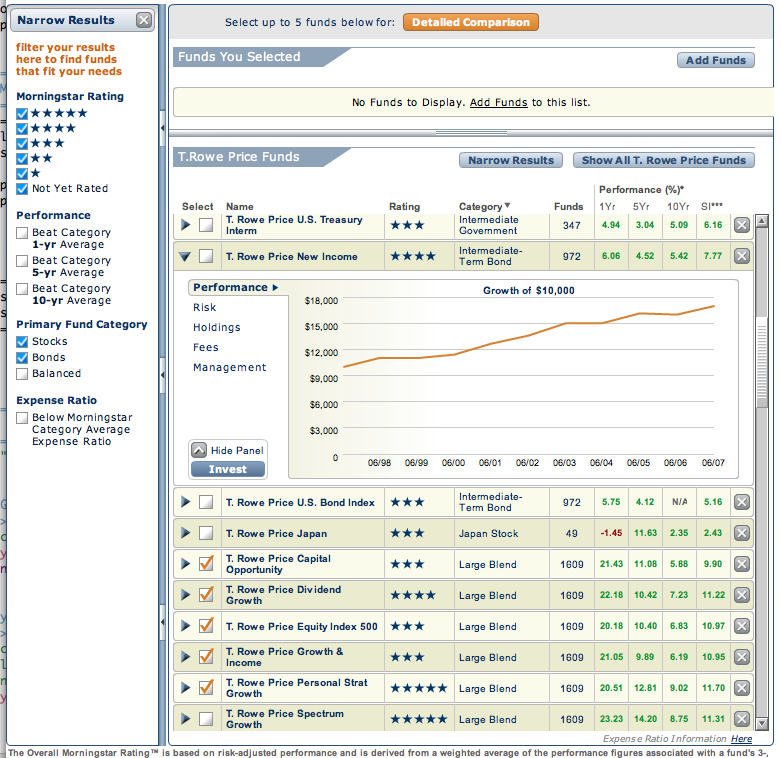 Narrow Results
filter your results
here to find funds
that fit your needs
Morningstar Rating
★★★★★
★★★★
★★★
★★
★
Not Yet Rated
Performance
Beat Category
1-yr Average
Beat Category
5-yr Average
Beat Category
10-yr Average
Primary Fund Category
Stocks
Bonds
Balanced
Expense Ratio
Below Morningstar
Category Average
Expense Ratio
Select up to 5 funds below for: Detailed Comparison
Funds You Selected
Add Funds
No Funds to Display. Add Funds to this list.
T.Rowe Price Funds
Narrow Results Show All T. Rowe Price Funds
Performance (%)*
Select Name Rating Category Funds 1Yr 5Yr 10Yr SI***
T. Rowe Price U.S. Treasury Interm ★★★ Intermediate Government 347 4.94 3.04 5.09 6.16
T. Rowe Price New Income ★★★★ Intermediate-Term Bond 972 6.06 4.52 5.42 7.77
Performance
Risk
Holdings
Fees
Management
Hide Panel
Invest
Growth of $10,000
$18,000
$15,000
$12,000
$9,000
$6,000
$3,000
0
06/98 06/99 06/00 06/01 06/02 06/03 06/04 06/05 06/06 06/07
T. Rowe Price U.S. Bond Index ★★★ Intermediate-Term Bond 972 5.75 4.12 N/A 5.16
T. Rowe Price Japan ★★★ Japan Stock 49 -1.45 11.63 2.35 2.43
T. Rowe Price Capital Opportunity ★★★ Large Blend 1609 21.43 11.08 5.88 9.90
T. Rowe Price Dividend Growth ★★★★ Large Blend 1609 22.18 10.42 7.23 11.22
T. Rowe Price Equity Index 500 ★★★ Large Blend 1609 20.18 10.40 6.83 10.97
T. Rowe Price Growth & Income ★★★ Large Blend 1609 21.05 9.89 6.19 10.95
T. Rowe Price Personal Strat Growth ★★★★★ Large Blend 1609 20.51 12.81 9.02 11.70
T. Rowe Price Spectrum Growth ★★★★★ Large Blend 1609 23.23 14.20 8.75 11.31
Expense Ratio Information Here
The Overall Morningstar Rating™ is based on risk-adjusted performance and is derived from a weighted average of the performance figures associated with a fund's 3-,